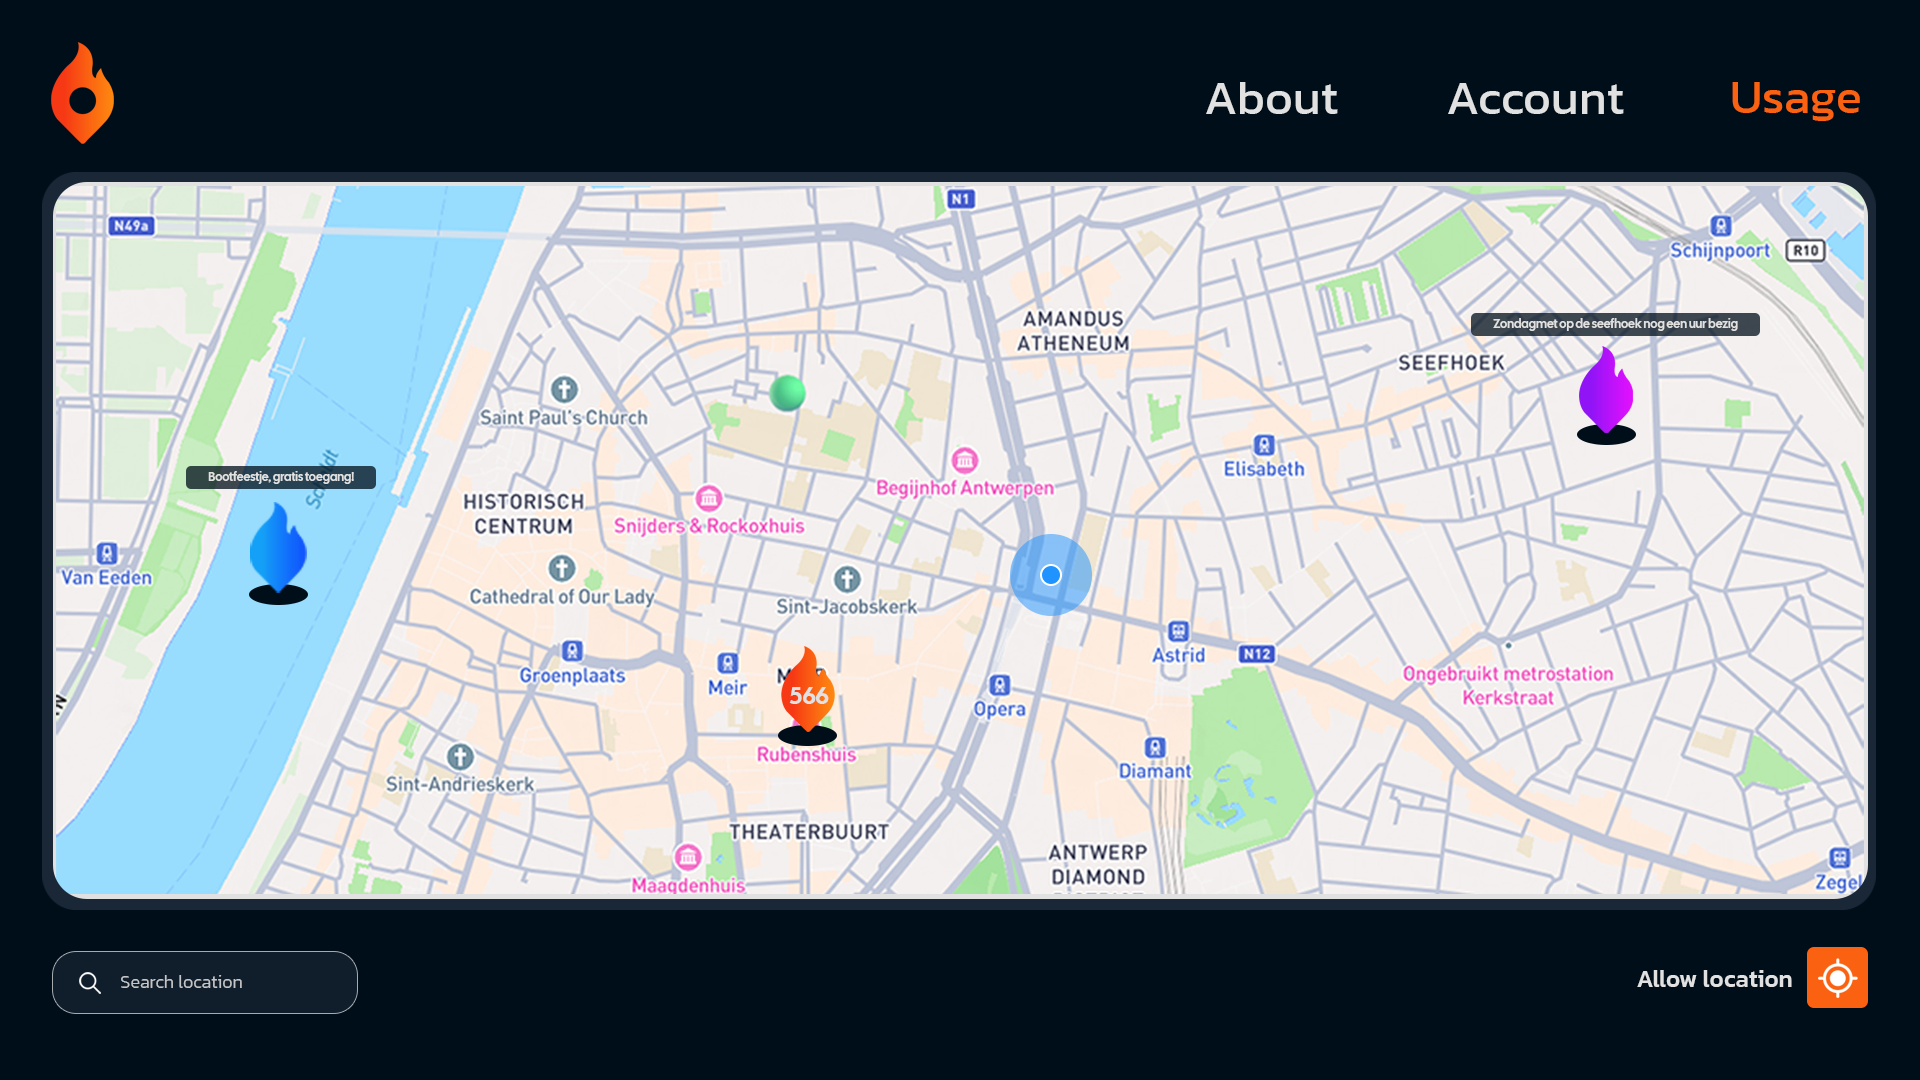 About
Account
Usage
N49a
N1
Schijnpoort
R10
AMANDUS
ATHENEUM
Zondagmet op de seefhoek nog een uur bezig
SEEFHOEK
Saint Paul's Church
Elisabeth
Bootfeestje, gratis toegang!
Begijnhof Antwerpen
HISTORISCH
CENTRUM
Snijders & Rockoxhuis
Van Eeden
Cathedral of Our Lady
Sint-Jacobskerk
Astrid
N12
Groenplaats
Meir
566
Opera
Ongebruikt metrostation
Kerkstraat
Rubenshuis
Diamant
Sint-Andrieskerk
THEATERBUURT
ANTWERP
DIAMOND
Maagdenhuis
Zegel
Search location
Allow location